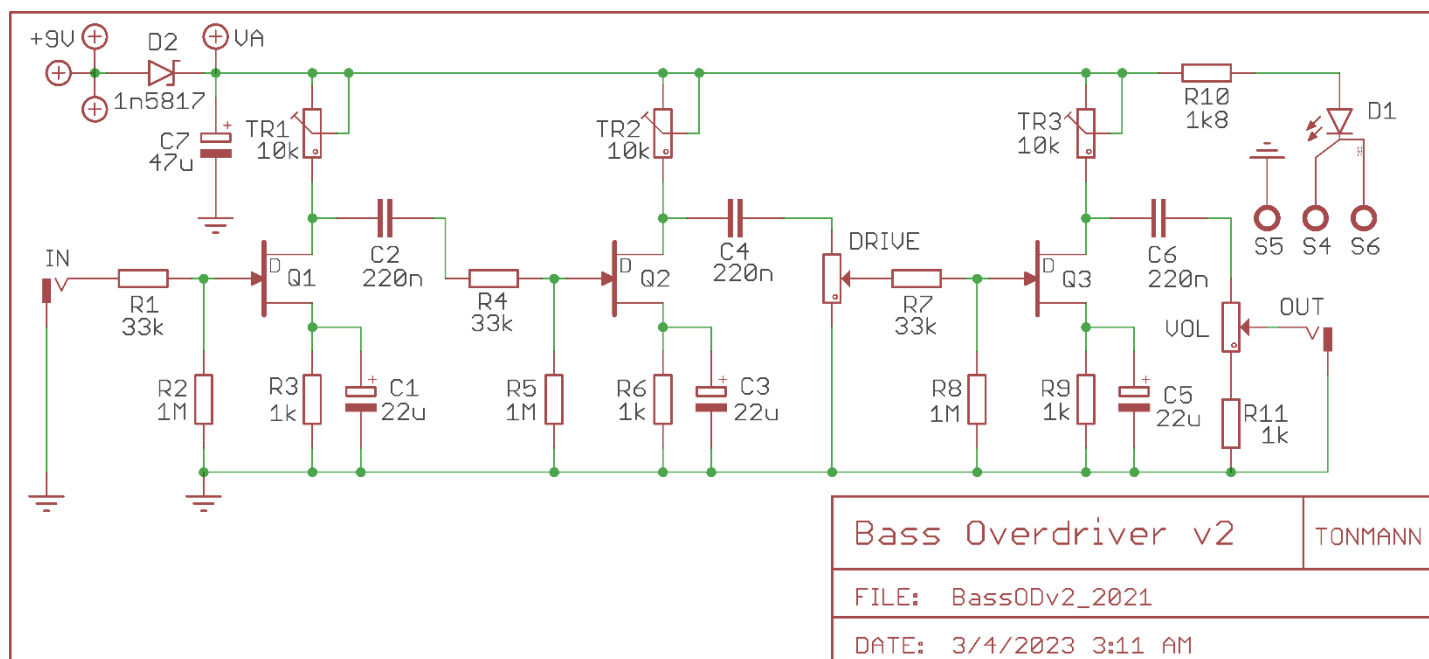 +9V
D2
VA
1n5817
C7
47u
TR1
10k
TR2
10k
TR3
10k
R10
1k8
D1
S5
S4
S6
IN
R1
33k
D
Q1
C2
220n
R4
33k
D
Q2
C4
220n
DRIVE
R7
33k
D
Q3
C6
220n
VOL
OUT
R2
1M
R3
1k
+
C1
22u
R5
1M
R6
1k
+
C3
22u
R8
1M
R9
1k
+
C5
22u
R11
1k
+
Bass Overdriver v2
TONMANN
FILE: BassODv2_2021
DATE: 3/4/2023 3:11 AM